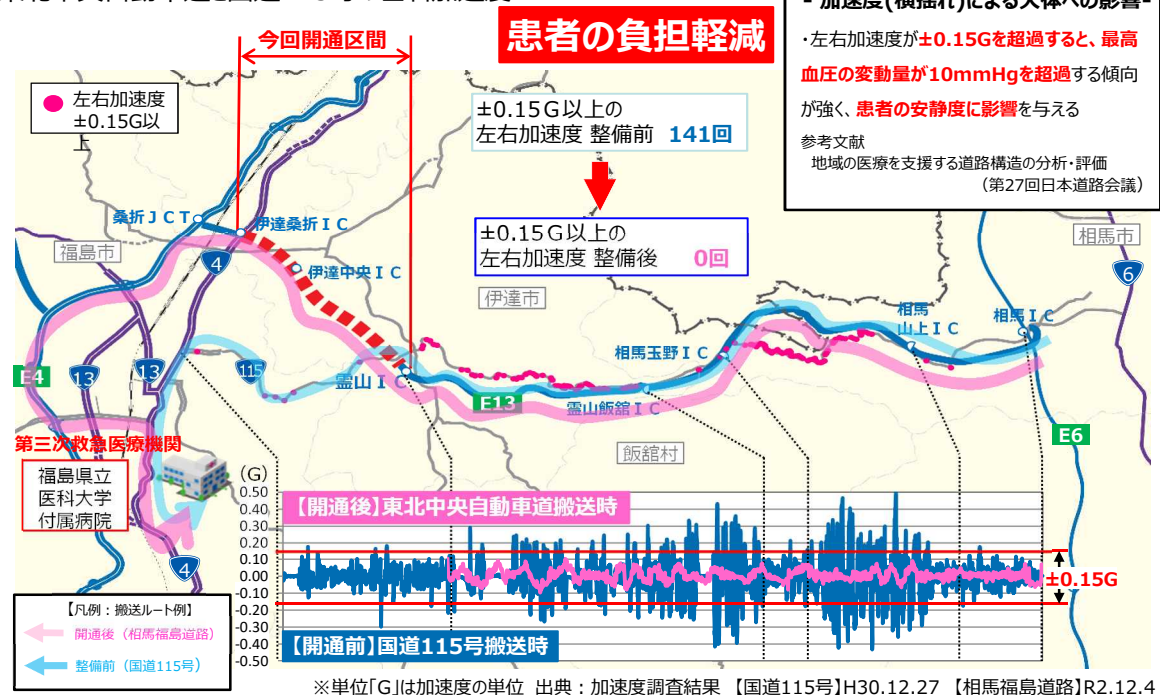 患者の負担軽減
・左右加速度が±0.15Gを超過すると、最高
血圧の変動量が10mmHgを超過する傾向
が強く、患者の安静度に影響を与える
参考文献
地域の医療を支援する道路構造の分析・評価
（第27回日本道路会議）
今回開通区間
左右加速度
±0.15G以
上
±0.15G以上の
左右加速度 整備前 141回
±0.15G以上の
左右加速度 整備後 0回
桑折ＪＣＴ
伊達桑折ＩＣ
福島市
4
伊達中央ＩＣ
伊達市
相馬市
6
相馬
山上ＩＣ
相馬ＩＣ
相馬玉野ＩＣ
E4
13
13
115
霊山ＩＣ
E13
霊山飯舘ＩＣ
飯舘村
E6
第三次救急医療機関
福島県立
医科大学
付属病院
4
（G）
0.50
0.40
0.30
0.20
0.10
0.00
-0.10
-0.20
-0.30
-0.40
-0.50
【開通後】東北中央自動車道搬送時
±0.15G
【開通前】国道115号搬送時
【凡例：搬送ルート例】
開通後（相馬福島道路）
整備前（国道115号）
※単位「G」は加速度の単位 出典：加速度調査結果 【国道115号】H30.12.27 【相馬福島道路】R2.12.4